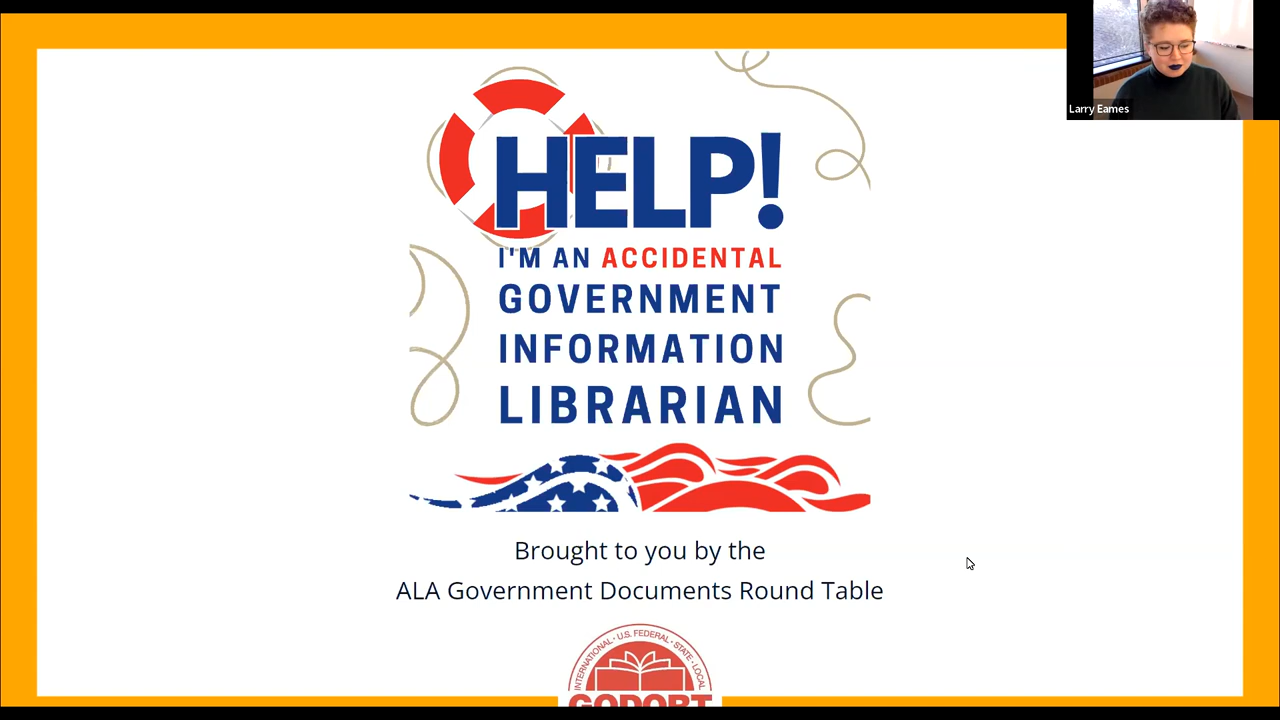 Larry Eames
HELP!
I'M AN ACCIDENTAL
GOVERNMENT
INFORMATION
LIBRARIAN
Brought to you by the
ALA Government Documents Round Table
INTERNATIONAL • U.S. FEDERAL • STATE • LOCAL
GODORT